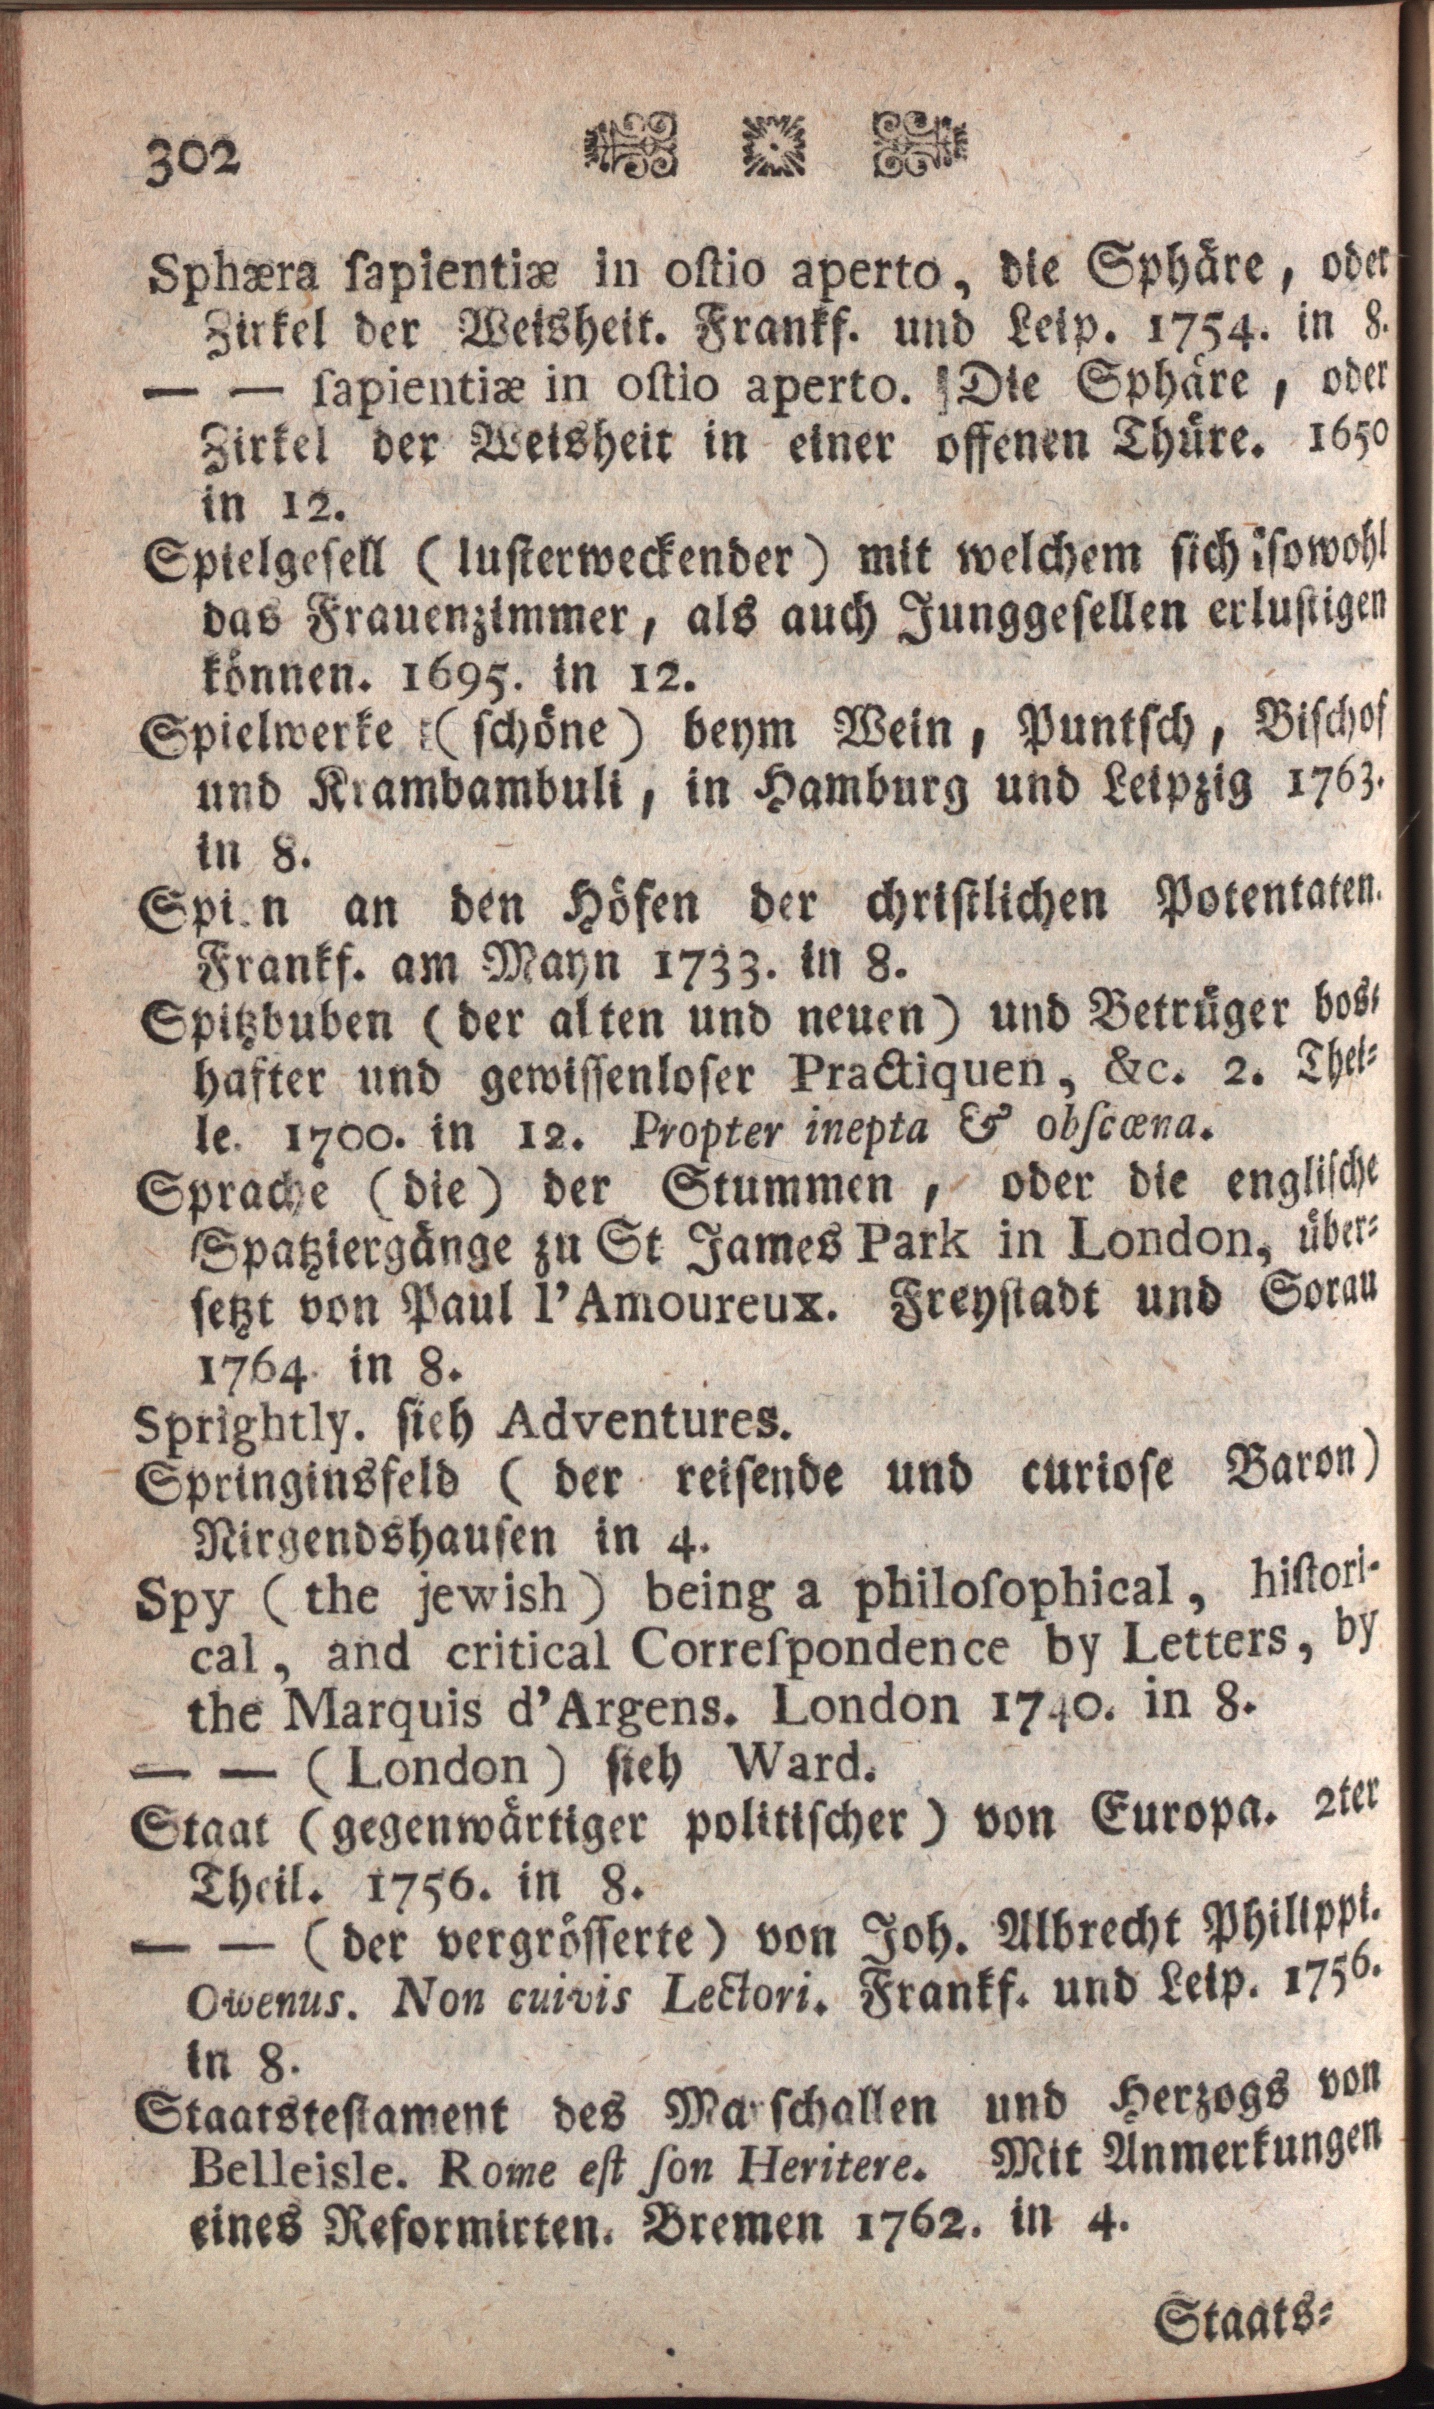 302
Sphæra ſapientiæ in oſtio aperto, die Sphäre, oder
Zirkel der Weisheit. Frankf. und Leip. 1754. in 8.
— — ſapientiæ in oſtio aperto. Die Sphäre, oder
Zirkel der Weisheit in einer offenen Thüre. 1650
in 12.
Spielgeſell (luſterweckender) mit welchem ſich ſowohl
das Frauenzimmer, als auch Junggeſellen erluſtigen
können. 1695. in 12.
Spielwerke (ſchöne) beym Wein, Puntſch, Biſchof
und Krambambuli, in Hamburg und Leipzig 1763.
in 8.
Spi.n an den Höfen der chriſtlichen Potentaten.
Frankf. am Mayn 1733. in 8.
Spitzbuben (der alten und neuen) und Betrüger bos⸗
hafter und gewiſſenloſer Practiquen, &c. 2. Thei⸗
le. 1700. in 12. Propter inepta & obſcœna.
Sprache (die) der Stummen, oder die engliſche
Spatziergänge zu St James Park in London, über⸗
ſetzt von Paul l'Amoureux. Freyſtadt und Sorau
1764. in 8.
Sprightly. ſieh Adventures.
Springinsfeld (der reiſende und curioſe Baron)
Nirgendshauſen in 4.
Spy (the jewish) being a philoſophical, hiſtori-
cal, and critical Correſpondence by Letters, by
the Marquis d'Argens. London 1740. in 8.
— — (London) ſieh Ward.
Staat (gegenwärtiger politiſcher) von Europa. 2ter
Theil. 1756. in 8.
— — (der vergröſſerte) von Joh. Albrecht Philippi.
Owenus. Non cuivis Lectori. Frankf. und Leip. 1756.
in 8.
Staatsteſtament des Marſchallen und Herzogs von
Belleisle. Rome eſt ſon Heritere. Mit Anmerkungen
eines Reformirten. Bremen 1762. in 4.
Staats⸗